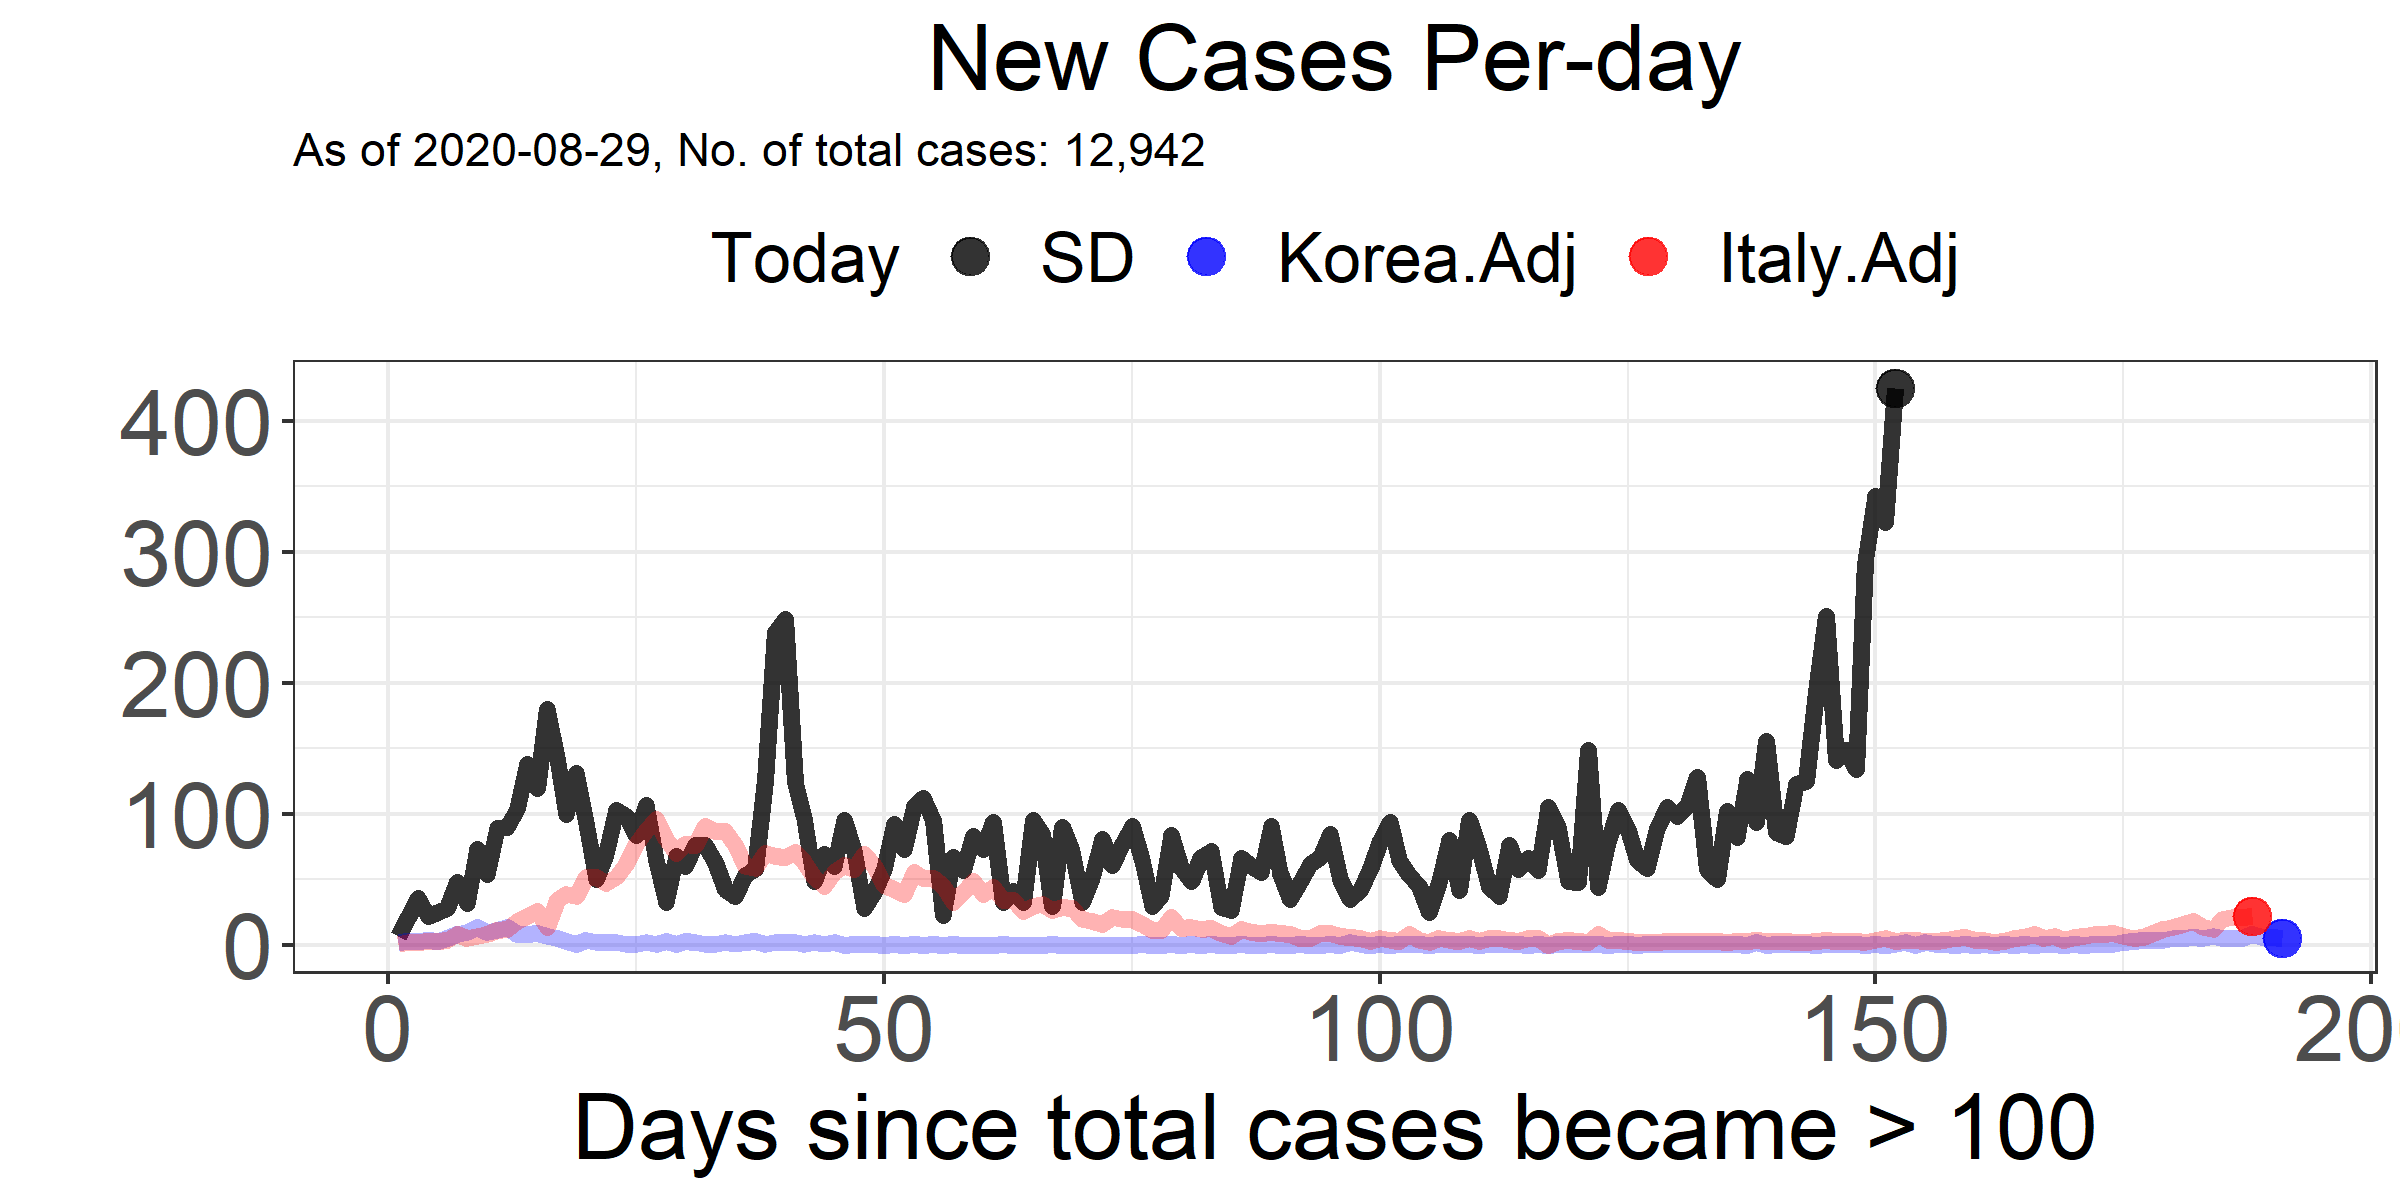 New Cases Per-day
As of 2020-08-29, No. of total cases: 12,942
Today SD Korea.Adj Italy.Adj
400
300
200
100
0
0 50 100 150 20
Days since total cases became > 100